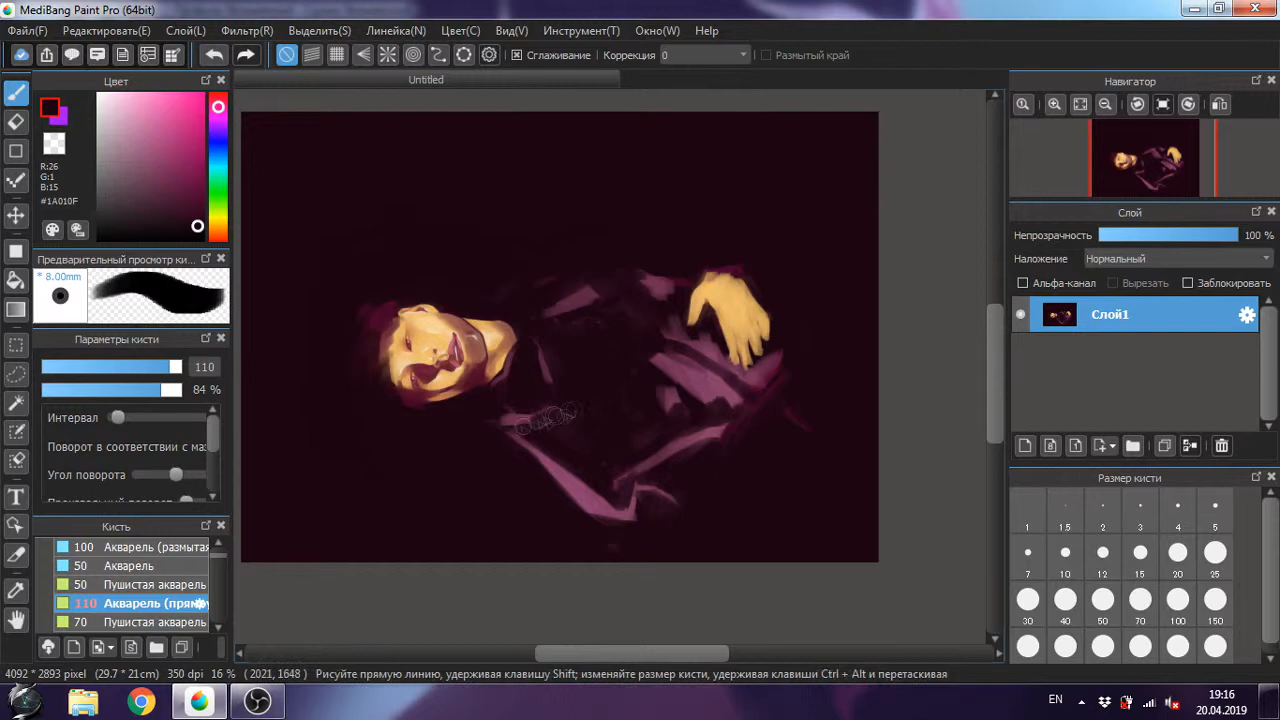 MediBang Paint Pro (64bit)
Файл(F) Редактировать(E) Слой(L) Фильтр(R) Выделить(S) Линейка(N) Цвет(C) Вид(V) Инструмент(T) Окно(W) Help
Сглаживание Коррекция 0 Размытый край
Цвет
R:26
G:1
B:15
#1A010F
Предварительный просмотр ки...
* 8.00mm
Параметры кисти
110
84 %
Интервал
Поворот в соответствии с ма
Угол поворота
Кисть
100 Акварель (размытая
50 Акварель
50 Пушистая акварель
110 Акварель (прям
70 Пушистая акварель
Untitled
Навигатор
Слой
Непрозрачность 100 %
Наложение Нормальный
Альфа-канал Вырезать Заблокировать
Слой1
Размер кисти
1 1.5 2 3 4 5
7 10 12 15 20 25
30 40 50 70 100 150
4092 * 2893 pixel (29.7 * 21cm) 350 dpi 16 % (2021, 1648) Рисуйте прямую линию, удерживая клавишу Shift; изменяйте размер кисти, удерживая клавиши Ctrl + Alt и перетаскивая
EN
19:16
20.04.2019